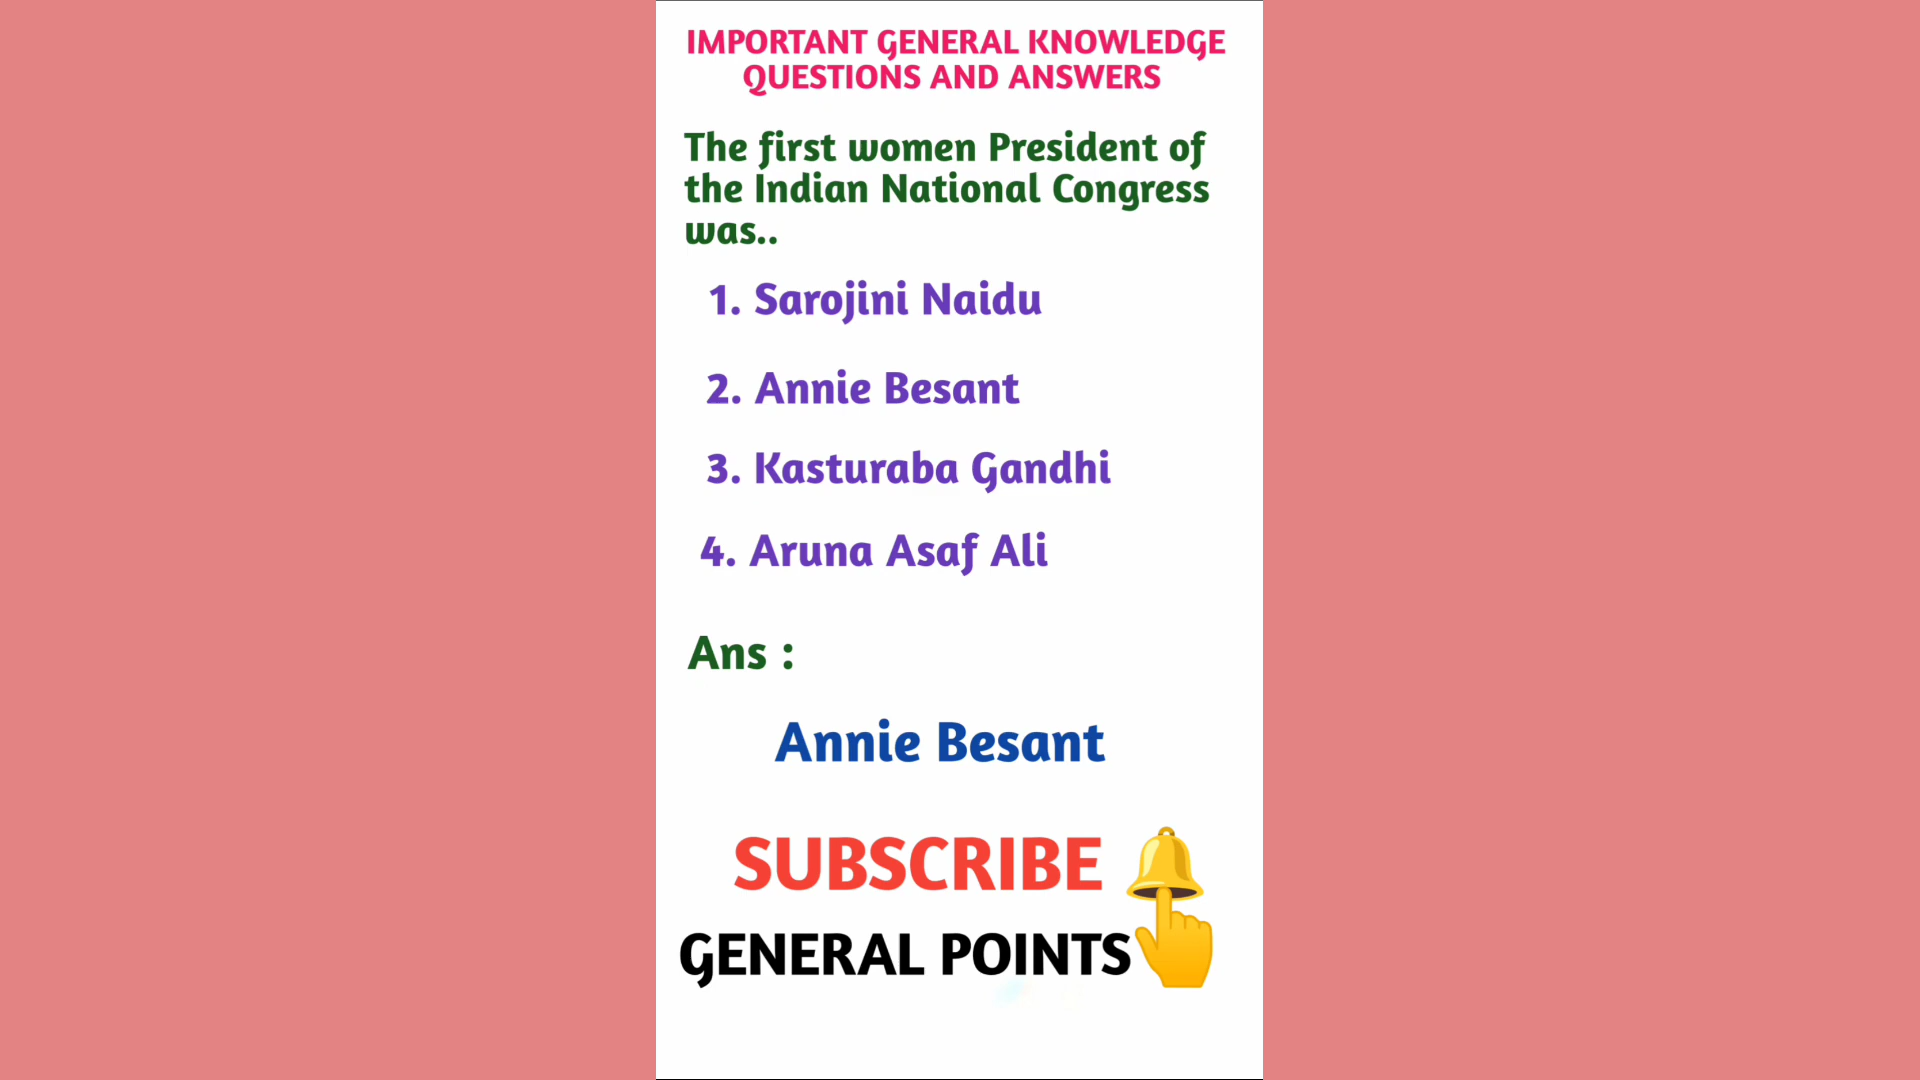 IMPORTANT GENERAL KNOWLEDGE
QUESTIONS AND ANSWERS
The first women President of
the Indian National Congress
was..
1. Sarojini Naidu
2. Annie Besant
3. Kasturaba Gandhi
4. Aruna Asaf Ali
Ans :
Annie Besant
SUBSCRIBE
GENERAL POINTS